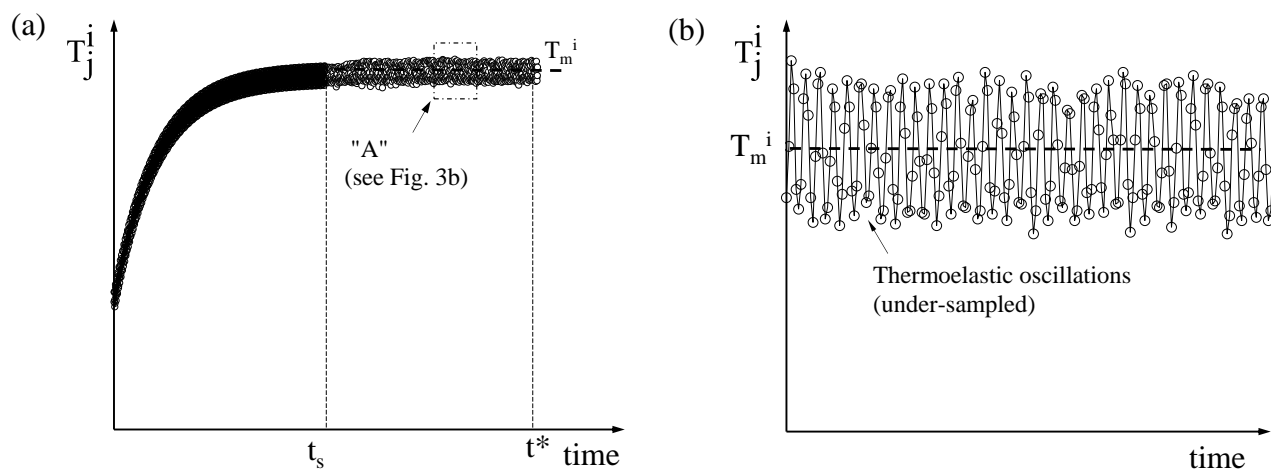 (a)
T_j^i
T_m^i
"A"
(see Fig. 3b)
t_s
t* time
(b)
T_j^i
T_m^i
Thermoelastic oscillations
(under-sampled)
time